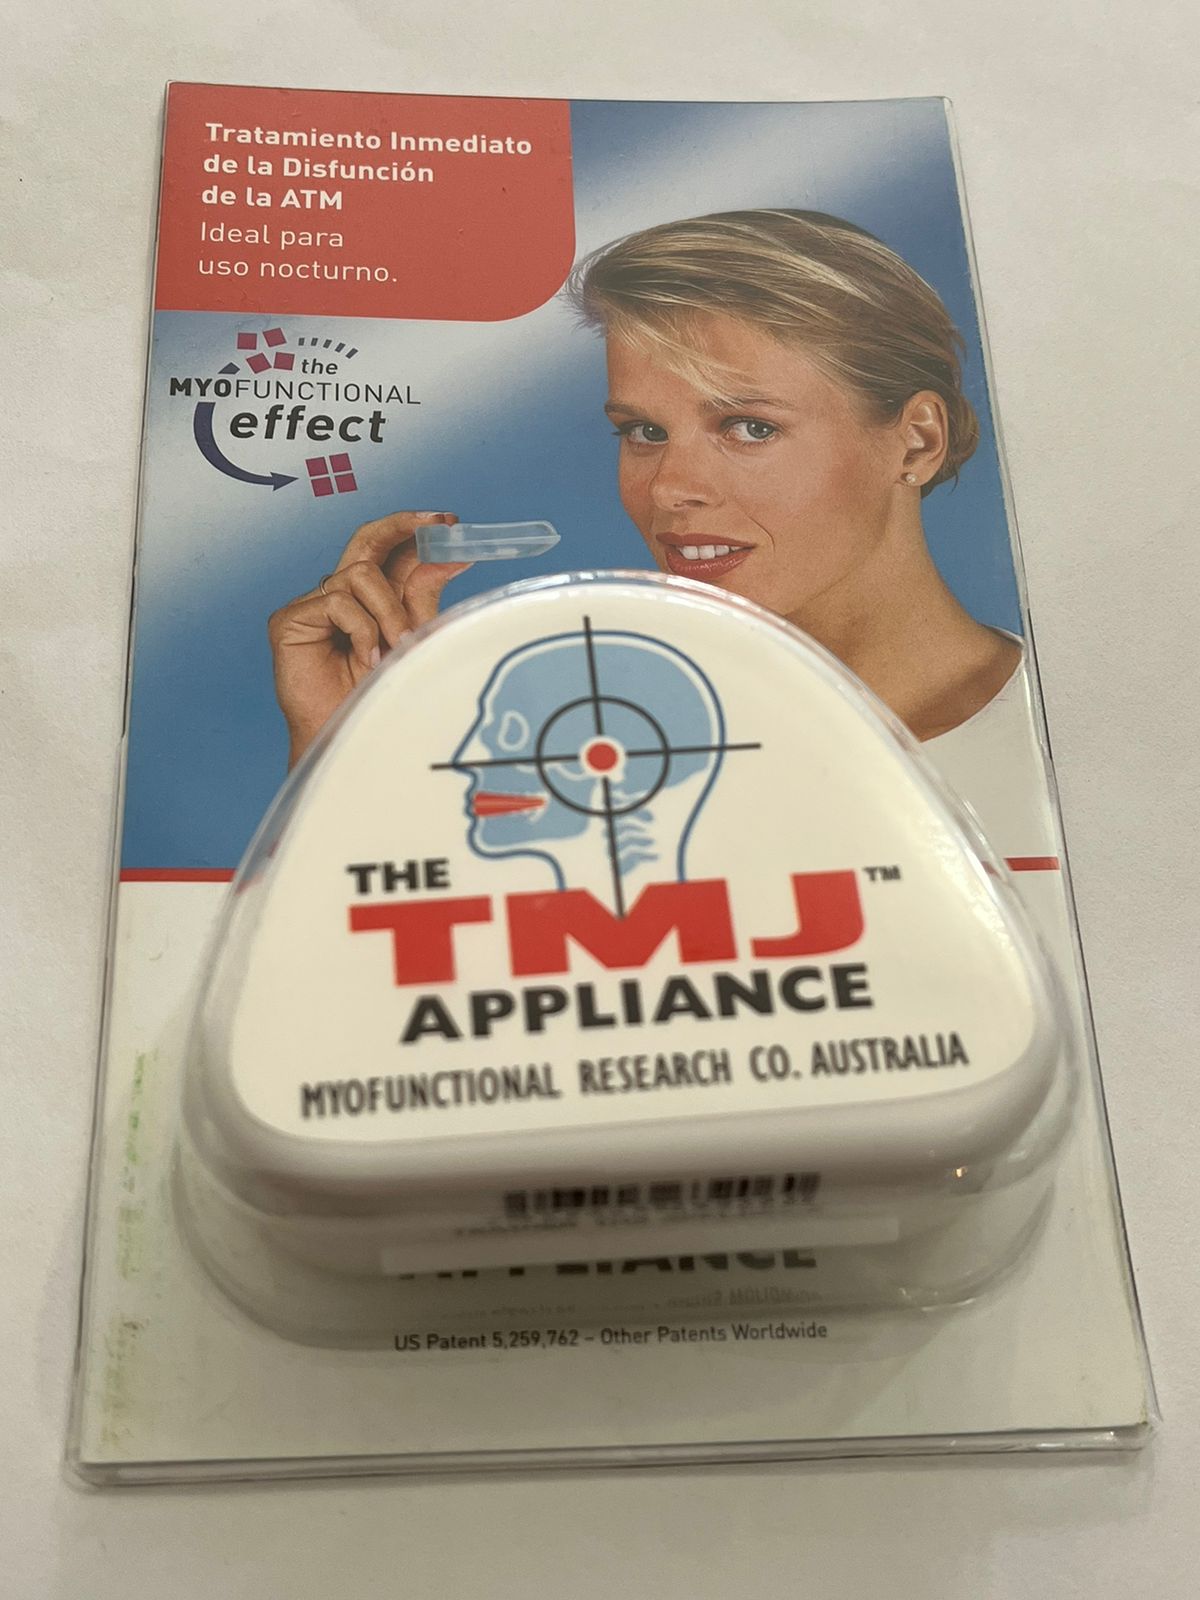 Tratamiento Inmediato
de la Disfunción
de la ATM
Ideal para
uso nocturno.
the
MYOFUNCTIONAL
effect
THE
TMJ™
APPLIANCE
MYOFUNCTIONAL RESEARCH CO. AUSTRALIA
APPLIANCE
US Patent 5,259,762 – Other Patents Worldwide